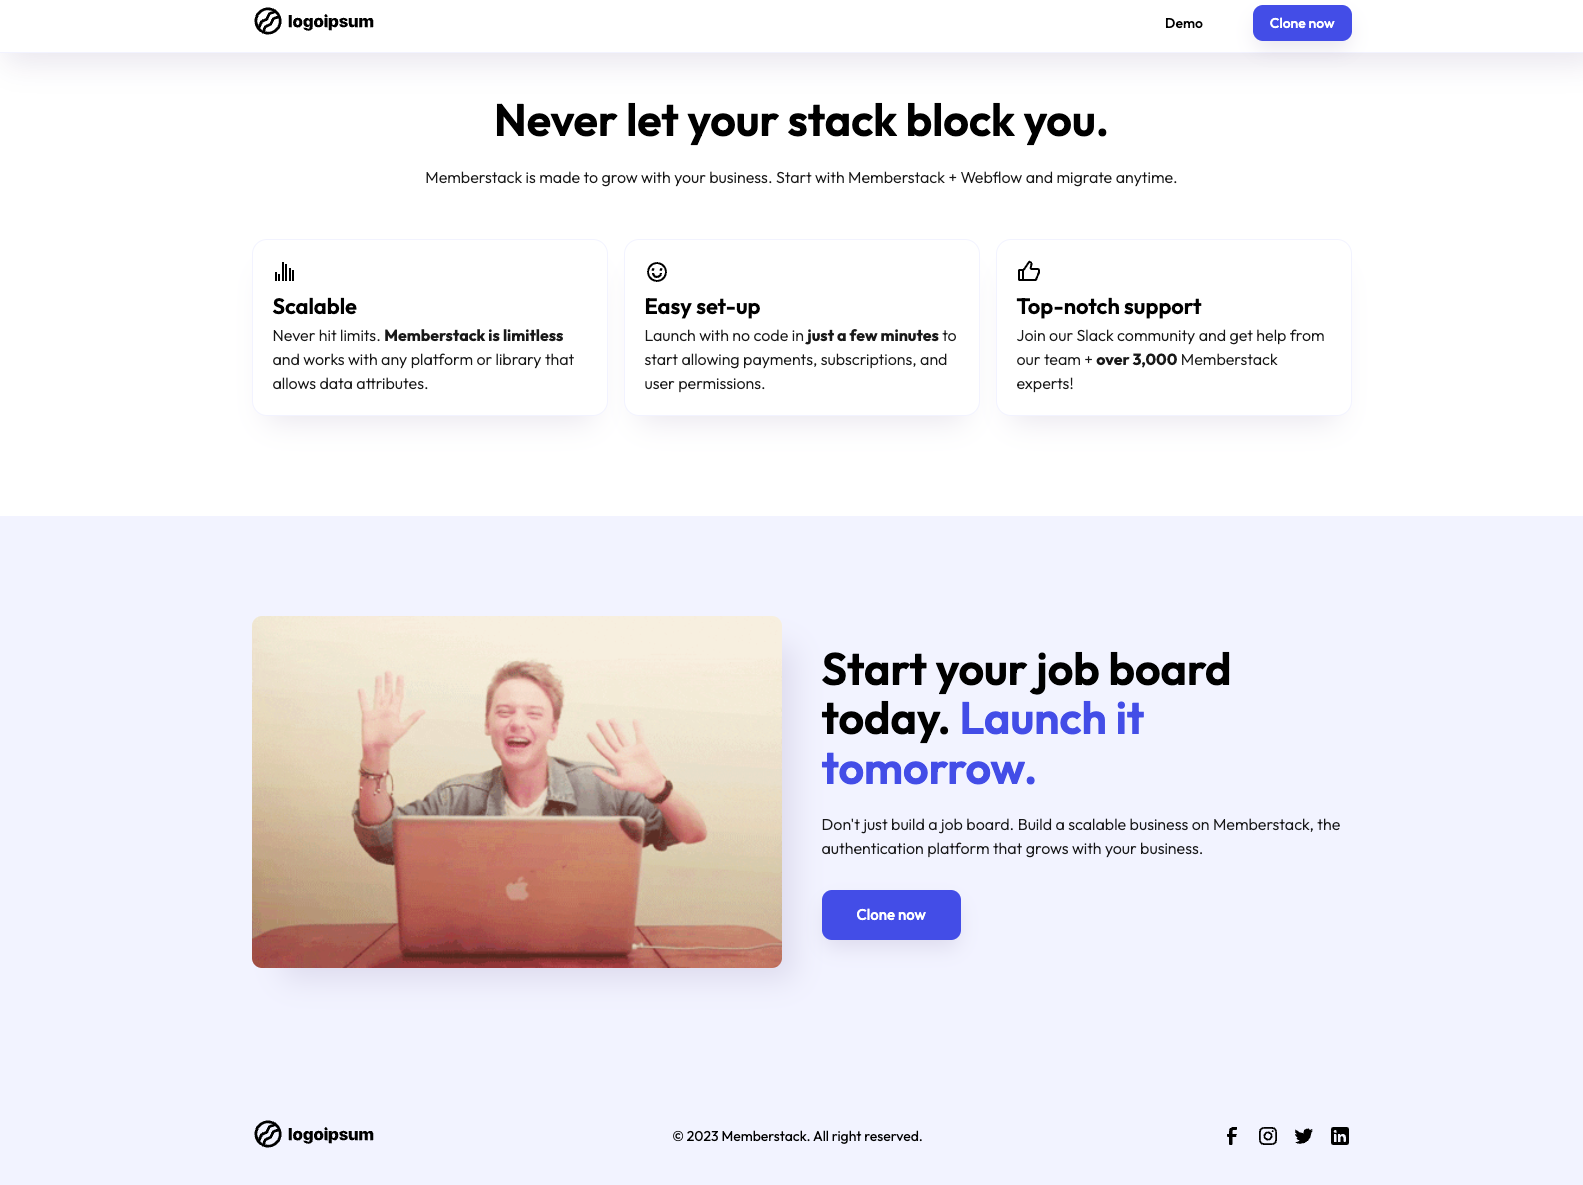 logoipsum
Demo
Clone now
Never let your stack block you.
Memberstack is made to grow with your business. Start with Memberstack + Webflow and migrate anytime.
Scalable
Never hit limits. Memberstack is limitless
and works with any platform or library that
allows data attributes.
Easy set-up
Launch with no code in just a few minutes to
start allowing payments, subscriptions, and
user permissions.
Top-notch support
Join our Slack community and get help from
our team + over 3,000 Memberstack
experts!
Start your job board
today. Launch it
tomorrow.
Don't just build a job board. Build a scalable business on Memberstack, the
authentication platform that grows with your business.
Clone now
logoipsum
© 2023 Memberstack. All right reserved.